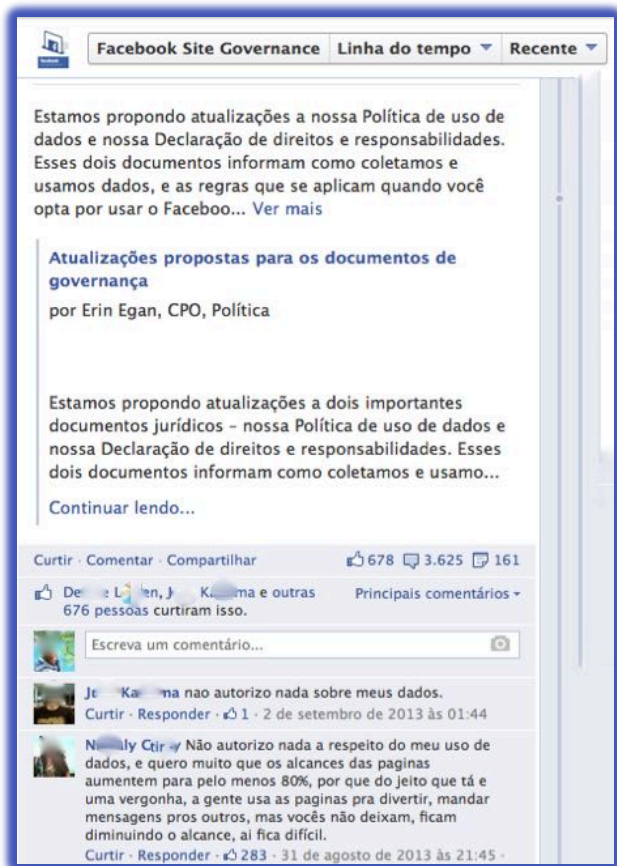 Facebook Site Governance Linha do tempo Recente
facebook
Estamos propondo atualizações a nossa Política de uso de
dados e nossa Declaração de direitos e responsabilidades.
Esses dois documentos informam como coletamos e
usamos dados, e as regras que se aplicam quando você
opta por usar o Faceboo... Ver mais
Atualizações propostas para os documentos de
governança
por Erin Egan, CPO, Política
Estamos propondo atualizações a dois importantes
documentos jurídicos – nossa Política de uso de dados e
nossa Declaração de direitos e responsabilidades. Esses
dois documentos informam como coletamos e usamo...
Continuar lendo...
Curtir · Comentar · Compartilhar 678 3.625 161
e outras Principais comentários
676 pessoas curtiram isso.
Escreva um comentário...
nao autorizo nada sobre meus dados.
Curtir · Responder · 1 · 2 de setembro de 2013 às 01:44
Não autorizo nada a respeito do meu uso de
dados, e quero muito que os alcances das paginas
aumentem para pelo menos 80%, por que do jeito que tá e
uma vergonha, a gente usa as paginas pra divertir, mandar
mensagens pros outros, mas vocês não deixam, ficam
diminuindo o alcance, ai fica difícil.
Curtir · Responder · 283 · 31 de agosto de 2013 às 21:45 ·